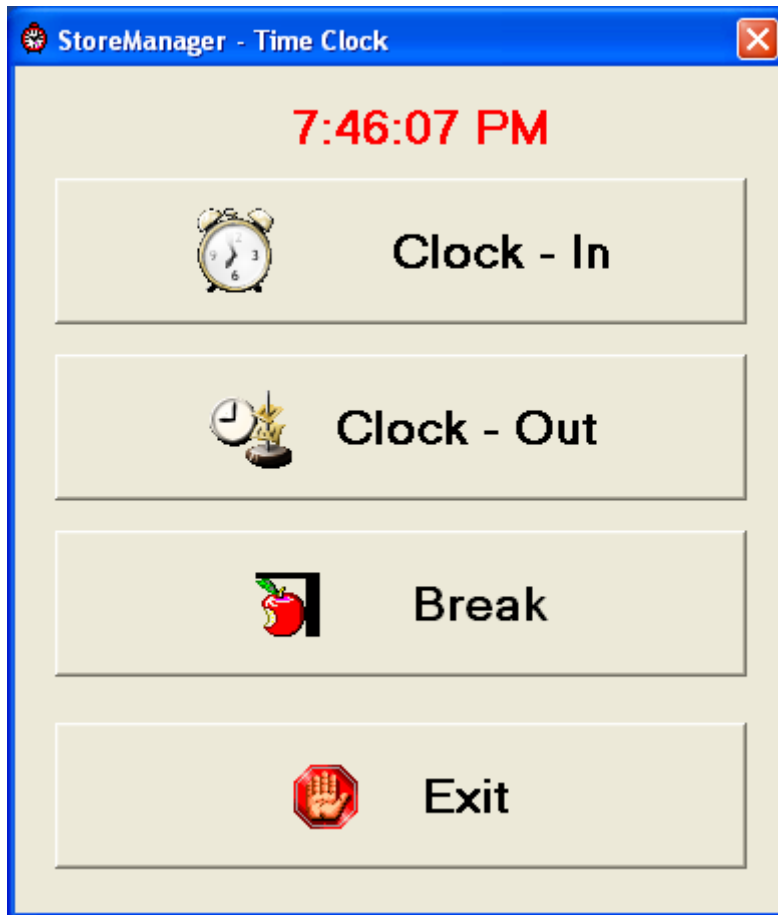 StoreManager - Time Clock
7:46:07 PM
Clock - In
Clock - Out
Break
Exit